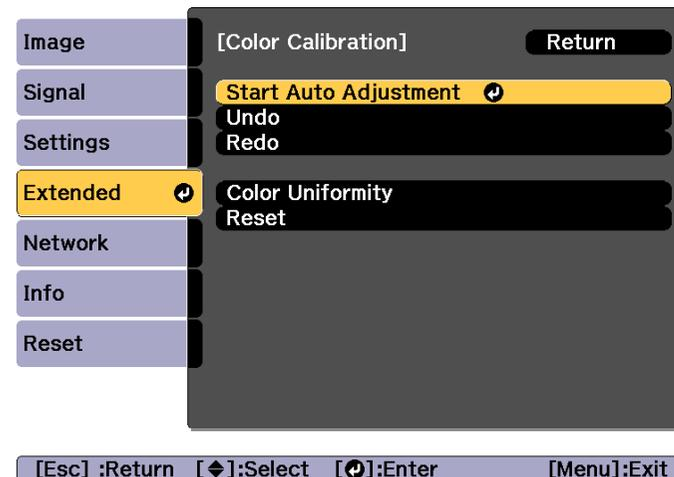 Image
Signal
Settings
Extended
Network
Info
Reset
[Color Calibration] Return
Start Auto Adjustment
Undo
Redo
Color Uniformity
Reset
[Esc] :Return [◆]:Select [↵]:Enter [Menu]:Exit